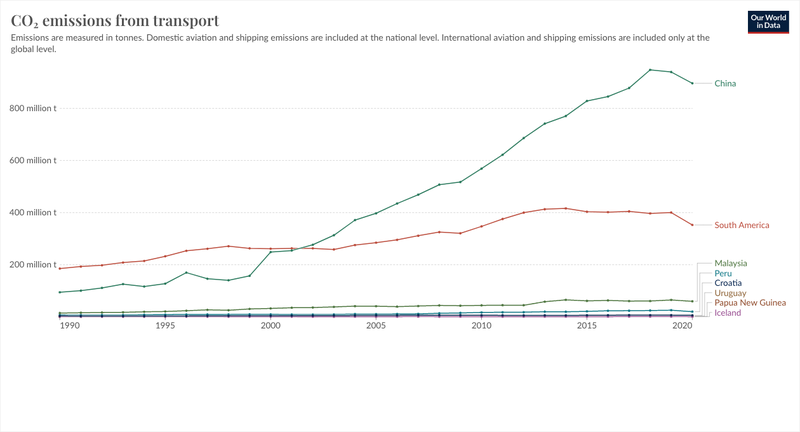 CO₂ emissions from transport
Our World
in Data
Emissions are measured in tonnes. Domestic aviation and shipping emissions are included at the national level. International aviation and shipping emissions are included only at the
global level.
China
800 million t
600 million t
400 million t
South America
200 million t
Malaysia
Peru
Croatia
Uruguay
Papua New Guinea
Iceland
1990
1995
2000
2005
2010
2015
2020